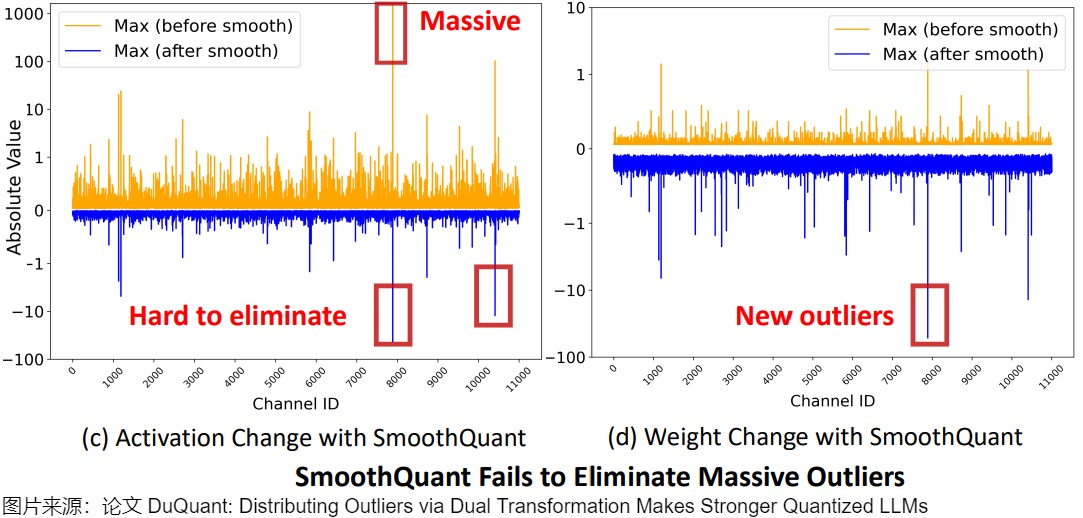 1000
100
10
1
0
-1
-10
-100
Absolute Value
Max (before smooth)
Max (after smooth)
Massive
Hard to eliminate
0
1000
2000
3000
4000
5000
6000
7000
8000
9000
10000
11000
Channel ID
(c) Activation Change with SmoothQuant
10
1
0
-1
-10
-100
Max (before smooth)
Max (after smooth)
New outliers
0
1000
2000
3000
4000
5000
6000
7000
8000
9000
10000
11000
Channel ID
(d) Weight Change with SmoothQuant
SmoothQuant Fails to Eliminate Massive Outliers
图片来源：论文 DuQuant: Distributing Outliers via Dual Transformation Makes Stronger Quantized LLMs